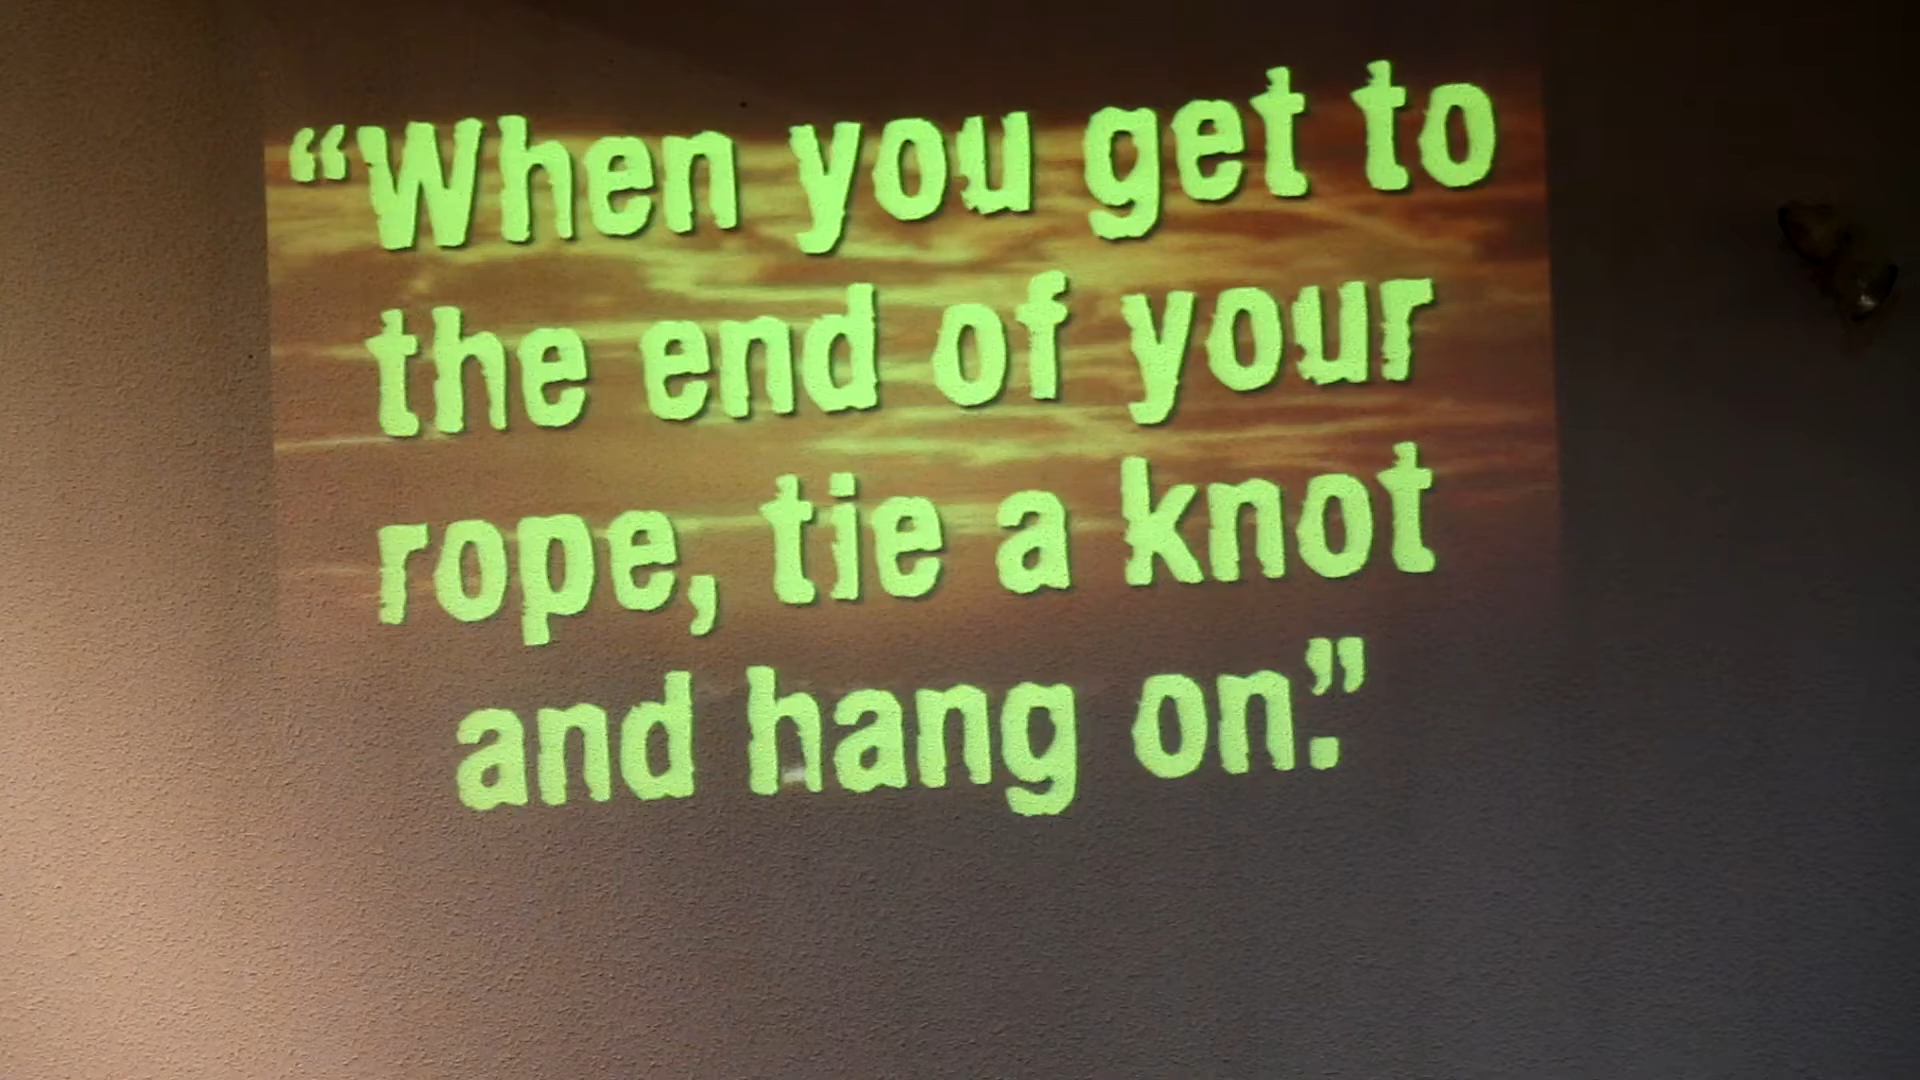 “When you get to
the end of your
rope, tie a knot
and hang on.”